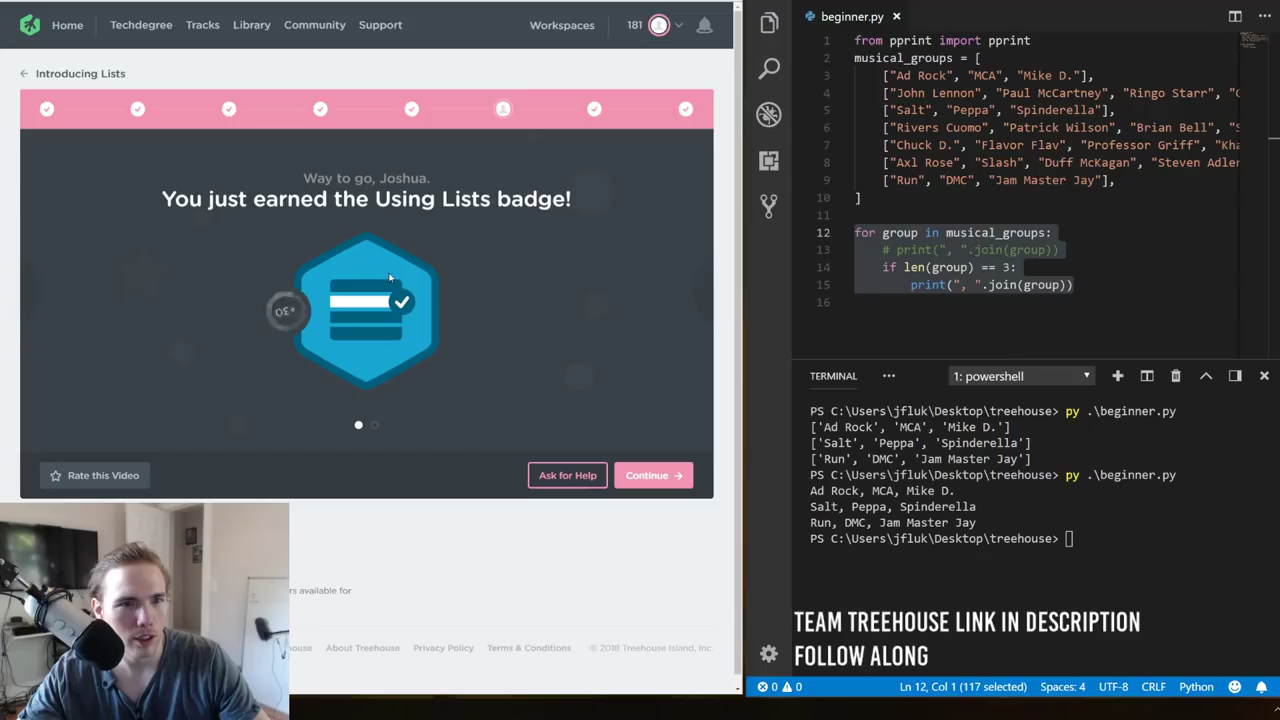 Home
Techdegree
Tracks
Library
Community
Support
Workspaces
181
Introducing Lists
Way to go, Joshua.
You just earned the Using Lists badge!
Rate this Video
Ask for Help
Continue
rs available for
About Treehouse
Privacy Policy
Terms & Conditions
© 2018 Treehouse Island, Inc.
beginner.py
1 from pprint import pprint
2 musical_groups = [
3 ["Ad Rock", "MCA", "Mike D."],
4 ["John Lennon", "Paul McCartney", "Ringo Starr",
5 ["Salt", "Peppa", "Spinderella"],
6 ["Rivers Cuomo", "Patrick Wilson", "Brian Bell",
7 ["Chuck D.", "Flavor Flav", "Professor Griff",
8 ["Axl Rose", "Slash", "Duff McKagan", "Steven Adler
9 ["Run", "DMC", "Jam Master Jay"],
10 ]
11
12 for group in musical_groups:
13 # print(", ".join(group))
14 if len(group) == 3:
15 print(", ".join(group))
16
TERMINAL
1: powershell
PS C:\Users\jfluk\Desktop\treehouse> py .\beginner.py
['Ad Rock', 'MCA', 'Mike D.']
['Salt', 'Peppa', 'Spinderella']
['Run', 'DMC', 'Jam Master Jay']
PS C:\Users\jfluk\Desktop\treehouse> py .\beginner.py
Ad Rock, MCA, Mike D.
Salt, Peppa, Spinderella
Run, DMC, Jam Master Jay
PS C:\Users\jfluk\Desktop\treehouse>
TEAM TREEHOUSE LINK IN DESCRIPTION
FOLLOW ALONG
0 0
Ln 12, Col 1 (117 selected)
Spaces: 4
UTF-8
CRLF
Python